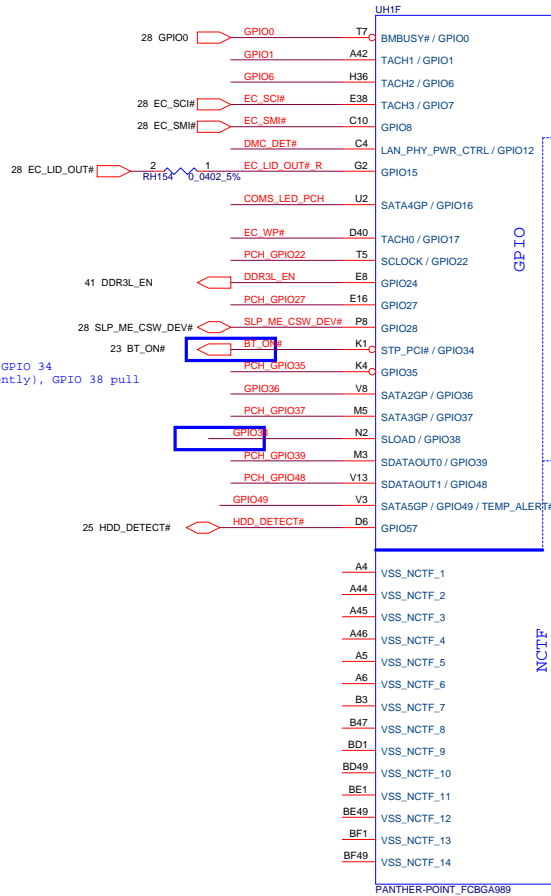 UH1F
28 GPIO0 GPIO0 T7 BMBUSY# / GPIO0
GPIO1 A42 TACH1 / GPIO1
GPIO6 H36 TACH2 / GPIO6
28 EC_SCI# EC_SCI# E38 TACH3 / GPIO7
28 EC_SMI# EC_SMI# C10 GPIO8
DMC_DET# C4 LAN_PHY_PWR_CTRL / GPIO12
28 EC_LID_OUT# 2 1 EC_LID_OUT#_R G2 GPIO15
RH154 0_0402_5%
COMS_LED_PCH U2 SATA4GP / GPIO16
EC_WP# D40 TACH0 / GPIO17
GPIO
PCH_GPIO22 T5 SCLOCK / GPIO22
41 DDR3L_EN DDR3L_EN E8 GPIO24
PCH_GPIO27 E16 GPIO27
28 SLP_ME_CSW_DEV# SLP_ME_CSW_DEV# P8 GPIO28
23 BT_ON# BT_ON# K1 STP_PCI# / GPIO34
GPIO 34
PCH_GPIO35 K4 GPIO35
ently), GPIO 38 pull
GPIO36 V8 SATA2GP / GPIO36
PCH_GPIO37 M5 SATA3GP / GPIO37
GPIO38 N2 SLOAD / GPIO38
PCH_GPIO39 M3 SDATAOUT0 / GPIO39
PCH_GPIO48 V13 SDATAOUT1 / GPIO48
GPIO49 V3 SATA5GP / GPIO49 / TEMP_ALERT#
25 HDD_DETECT# HDD_DETECT# D6 GPIO57
A4 VSS_NCTF_1
A44 VSS_NCTF_2
A45 VSS_NCTF_3
A46 VSS_NCTF_4
NCTF
A5 VSS_NCTF_5
A6 VSS_NCTF_6
B3 VSS_NCTF_7
B47 VSS_NCTF_8
BD1 VSS_NCTF_9
BD49 VSS_NCTF_10
BE1 VSS_NCTF_11
BE49 VSS_NCTF_12
BF1 VSS_NCTF_13
BF49 VSS_NCTF_14
PANTHER-POINT_FCBGA989